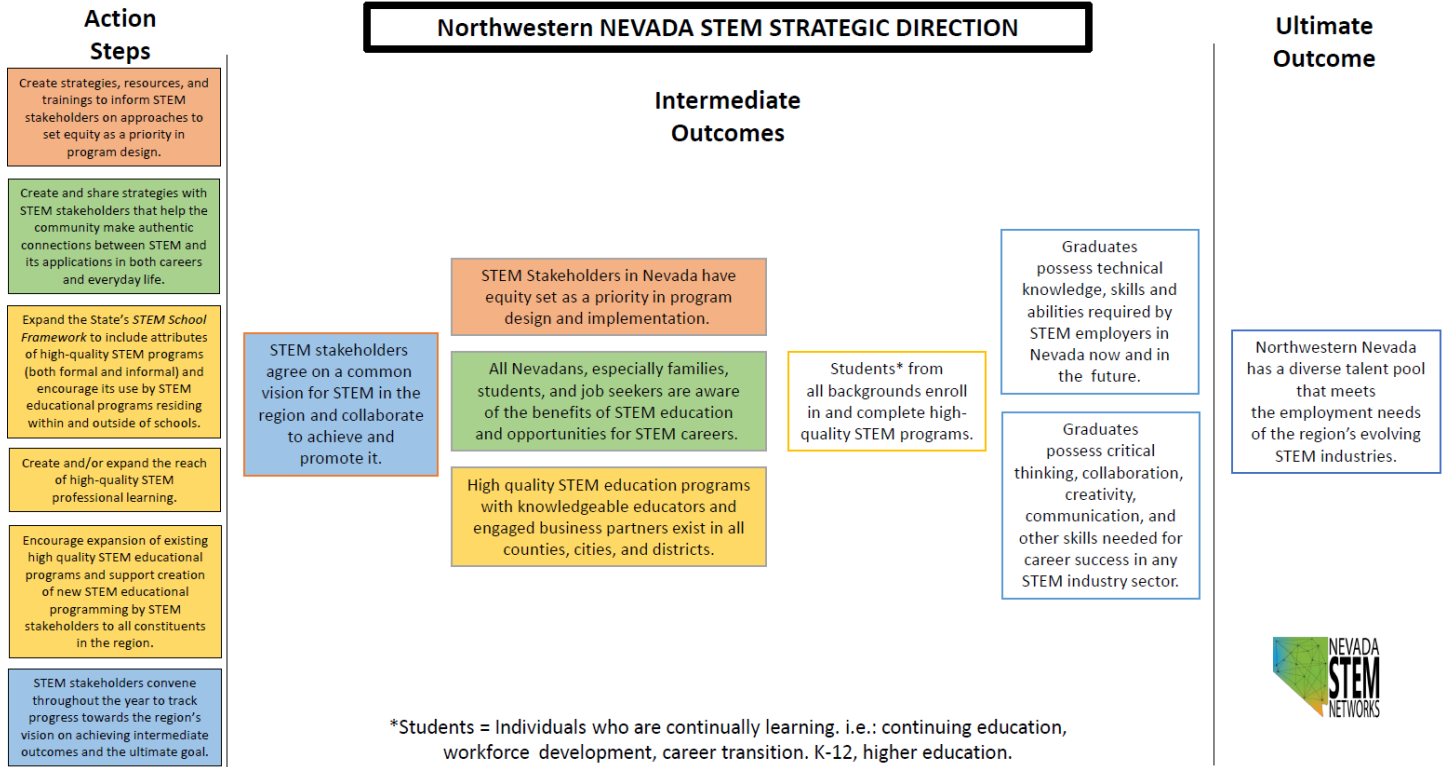 Action
Steps
Create strategies, resources, and
trainings to inform STEM
stakeholders on approaches to
set equity as a priority in
program design.
Create and share strategies with
STEM stakeholders that help the
community make authentic
connections between STEM and
its applications in both careers
and everyday life.
Expand the State's STEM School
Framework to include attributes
of high-quality STEM programs
(both formal and informal) and
encourage its use by STEM
educational programs residing
within and outside of schools.
Create and/or expand the reach
of high-quality STEM
professional learning.
Encourage expansion of existing
high quality STEM educational
programs and support creation
of new STEM educational
programming by STEM
stakeholders to all constituents
in the region.
STEM stakeholders convene
throughout the year to track
progress towards the region's
vision on achieving intermediate
outcomes and the ultimate goal.
Northwestern NEVADA STEM STRATEGIC DIRECTION
Intermediate
Outcomes
STEM stakeholders
agree on a common
vision for STEM in the
region and collaborate
to achieve and
promote it.
STEM Stakeholders in Nevada have
equity set as a priority in program
design and implementation.
All Nevadans, especially families,
students, and job seekers are aware
of the benefits of STEM education
and opportunities for STEM careers.
High quality STEM education programs
with knowledgeable educators and
engaged business partners exist in all
counties, cities, and districts.
Students* from
all backgrounds enroll
in and complete high-
quality STEM programs.
Graduates
possess technical
knowledge, skills and
abilities required by
STEM employers in
Nevada now and in
the future.
Graduates
possess critical
thinking, collaboration,
creativity,
communication, and
other skills needed for
career success in any
STEM industry sector.
*Students = Individuals who are continually learning. i.e.: continuing education,
workforce development, career transition. K-12, higher education.
Ultimate
Outcome
Northwestern Nevada
has a diverse talent pool
that meets
the employment needs
of the region's evolving
STEM industries.
NEVADA
STEM
NETWORKS